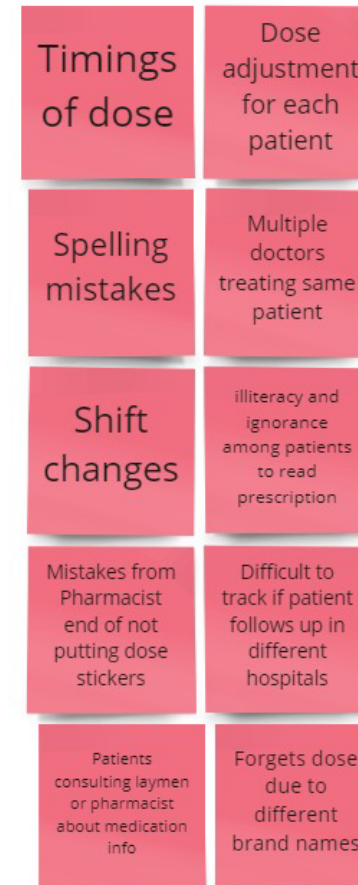 Timings
of dose
Dose
adjustment
for each
patient
Spelling
mistakes
Multiple
doctors
treating same
patient
Shift
changes
illiteracy and
ignorance
among patients
to read
prescription
Mistakes from
Pharmacist
end of not
putting dose
stickers
Difficult to
track if patient
follows up in
different
hospitals
Patients
consulting laymen
or pharmacist
about medication
info
Forgets dose
due to
different
brand names